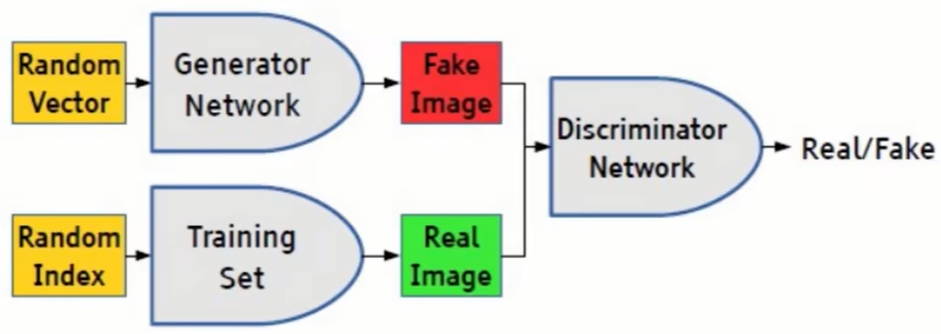 Random
Vector
Generator
Network
Fake
Image
Discriminator
Network
Real/Fake
Random
Index
Training
Set
Real
Image